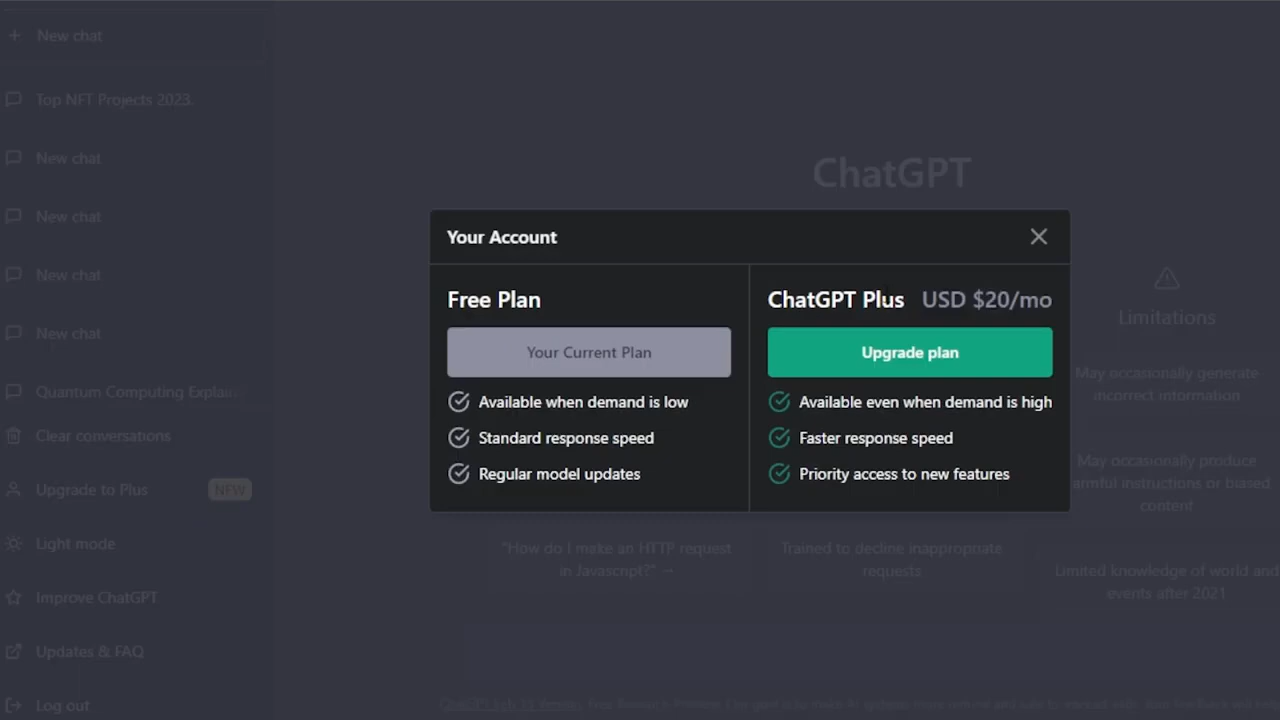 New chat
Top NFT Projects 2023
New chat
New chat
New chat
New chat
Quantum Computing Explain
Clear conversations
Upgrade to Plus NEW
Light mode
Improve ChatGPT
Updates & FAQ
Log out
ChatGPT
Your Account
Free Plan
Your Current Plan
Available when demand is low
Standard response speed
Regular model updates
ChatGPT Plus USD $20/mo
Upgrade plan
Available even when demand is high
Faster response speed
Priority access to new features
Limitations
May occasionally generate
incorrect information
May occasionally produce
armful instructions or biased
content
"How do I make an HTTP request
in Javascript?" →
Trained to decline inappropriate
requests
Limited knowledge of world and
events after 2021